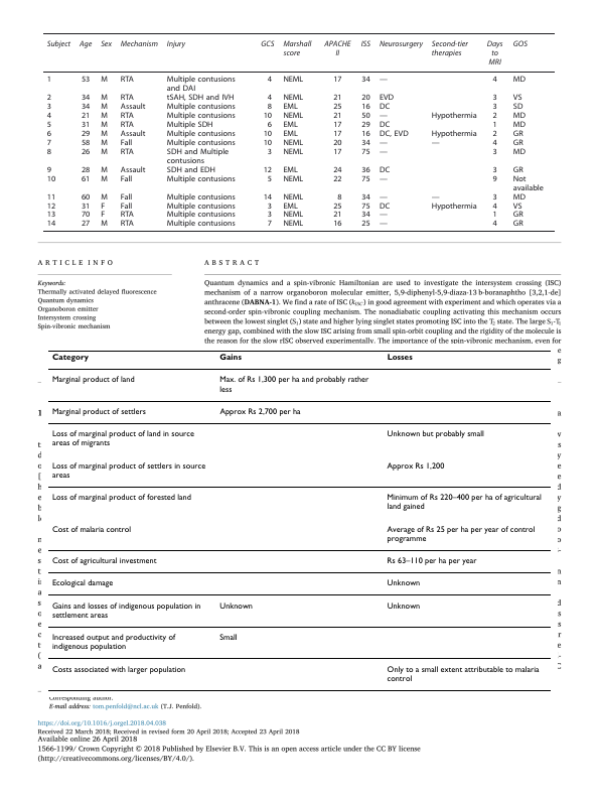 Subject Age Sex Mechanism Injury GCS Marshall score APACHE II ISS Neurosurgery Second-tier therapies Days to MRI GOS
1 53 M RTA Multiple contusions and DAI 4 NEML 17 34 — 4 MD
2 34 M RTA tSAH, SDH and IVH 4 NEML 21 20 EVD 3 VS
3 34 M Assault Multiple contusions 8 EML 25 16 DC 3 SD
4 21 M RTA Multiple contusions 10 NEML 21 50 — Hypothermia 2 MD
5 31 M RTA Multiple SDH 6 EML 17 29 DC 1 MD
6 29 M Assault Multiple contusions 10 EML 17 16 DC, EVD Hypothermia 2 GR
7 58 M Fall Multiple contusions 10 NEML 20 34 — — 4 GR
8 26 M RTA SDH and Multiple contusions 3 NEML 17 75 — 3 MD
9 28 M Assault SDH and EDH 12 EML 24 36 DC 3 GR
10 61 M Fall Multiple contusions 5 NEML 22 75 — 9 Not available
11 60 M Fall Multiple contusions 14 NEML 8 34 — 3 MD
12 31 F Fall Multiple contusions 3 EML 25 75 DC Hypothermia 4 VS
13 70 F RTA Multiple contusions 3 NEML 21 34 — 1 GR
14 27 M RTA Multiple contusions 7 NEML 16 25 — 4 GR
ARTICLE INFO
Keywords:
Thermally activated delayed fluorescence
Quantum dynamics
Organoboron emitter
Intersystem crossing
Spin-vibronic mechanism
ABSTRACT
Quantum dynamics and a spin-vibronic Hamiltonian are used to investigate the intersystem crossing (ISC)
mechanism of a narrow organoboron molecular emitter, 5,9-diphenyl-5,9-diaza-13 b-boranaphtho [3,2,1-de]
anthracene (DABNA-1). We find a rate of ISC (kISC) in good agreement with experiment and which operates via a
second-order spin-vibronic coupling mechanism. The nonadiabatic coupling activating this mechanism occurs
between the lowest singlet (S1) state and higher lying singlet states promoting ISC into the T2 state. The large S1-T1
energy gap, combined with the slow ISC arising from small spin-orbit coupling and the rigidity of the molecule is
the reason for the slow rISC observed experimentally. The importance of the spin-vibronic mechanism, even for
Category Gains Losses
Marginal product of land Max. of Rs 1,300 per ha and probably rather less
Marginal product of settlers Approx Rs 2,700 per ha
Loss of marginal product of land in source areas of migrants Unknown but probably small
Loss of marginal product of settlers in source areas Approx Rs 1,200
Loss of marginal product of forested land Minimum of Rs 220–400 per ha of agricultural land gained
Cost of malaria control Average of Rs 25 per ha per year of control programme
Cost of agricultural investment Rs 63–110 per ha per year
Ecological damage Unknown
Gains and losses of indigenous population in settlement areas Unknown Unknown
Increased output and productivity of indigenous population Small
Costs associated with larger population Only to a small extent attributable to malaria control
Corresponding author.
E-mail address: tom.penfold@ncl.ac.uk (T.J. Penfold).
https://doi.org/10.1016/j.orgel.2018.04.038
Received 22 March 2018; Received in revised form 20 April 2018; Accepted 23 April 2018
Available online 26 April 2018
1566-1199/ Crown Copyright © 2018 Published by Elsevier B.V. This is an open access article under the CC BY license
(http://creativecommons.org/licenses/BY/4.0/).